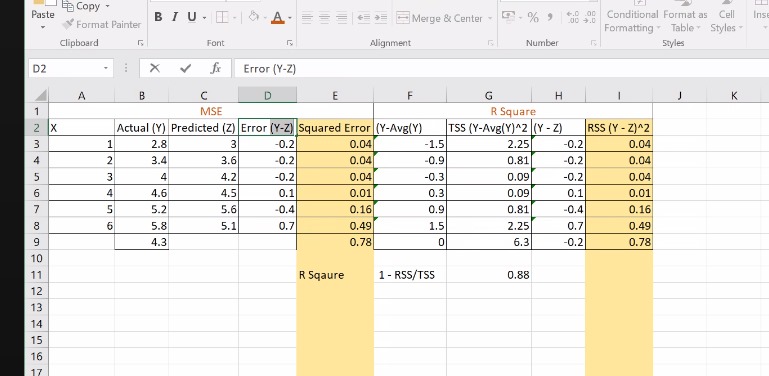 Copy
Paste
Format Painter
B I U
A
Merge & Center
% ,
.0 .00
.00 .0
Conditional Format as Cell
Formatting Table Styles
Clipboard Font Alignment Number Styles
D2 fx Error (Y-Z)
A B C D E F G H I J K
1 MSE R Square
2 X Actual (Y) Predicted (Z) Error (Y-Z) Squared Error (Y-Avg(Y) TSS (Y-Avg(Y)^2 (Y - Z) RSS (Y - Z)^2
3 1 2.8 3 -0.2 0.04 -1.5 2.25 -0.2 0.04
4 2 3.4 3.6 -0.2 0.04 -0.9 0.81 -0.2 0.04
5 3 4 4.2 -0.2 0.04 -0.3 0.09 -0.2 0.04
6 4 4.6 4.5 0.1 0.01 0.3 0.09 0.1 0.01
7 5 5.2 5.6 -0.4 0.16 0.9 0.81 -0.4 0.16
8 6 5.8 5.1 0.7 0.49 1.5 2.25 0.7 0.49
9 4.3 0.78 0 6.3 -0.2 0.78
10
11 R Sqaure 1 - RSS/TSS 0.88
12
13
14
15
16
17